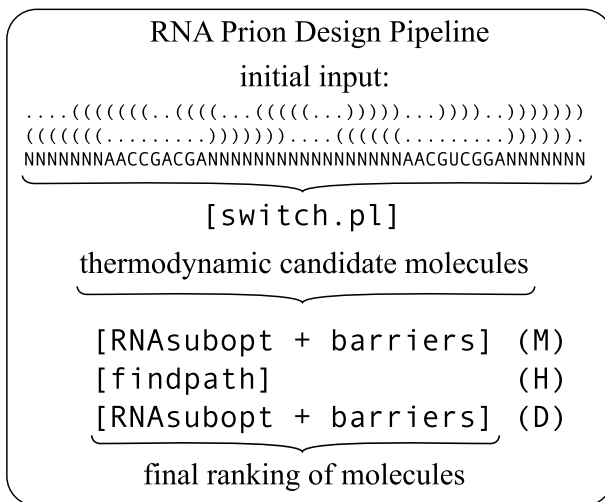 RNA Prion Design Pipeline
initial input:
....(((((((..((((...(((((...)))))...))))..)))))))
(((((((.........)))))))....((((((.........)))))).
NNNNNNNAACCGACGANNNNNNNNNNNNNNNNNAACGUCGGANNNNNNN
[switch.pl]
thermodynamic candidate molecules
[RNAsubopt + barriers] (M)
[findpath] (H)
[RNAsubopt + barriers] (D)
final ranking of molecules